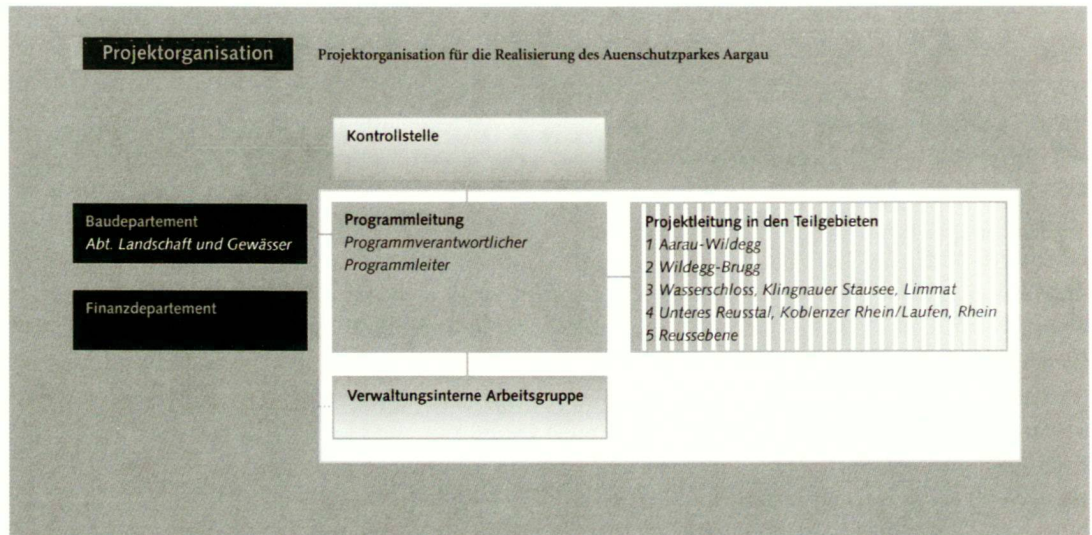 Projektorganisation
Projektorganisation für die Realisierung des Auenschutzparkes Aargau
Kontrollstelle
Baudepartement
Abt. Landschaft und Gewässer
Finanzdepartement
Programmleitung
Programmverantwortlicher
Programmleiter
Projektleitung in den Teilgebieten
1 Aarau-Wildegg
2 Wildegg-Brugg
3 Wasserschloss, Klingnauer Stausee, Limmat
4 Unteres Reusstal, Koblenzer Rhein/Laufen, Rhein
5 Reussebene
Verwaltungsinterne Arbeitsgruppe